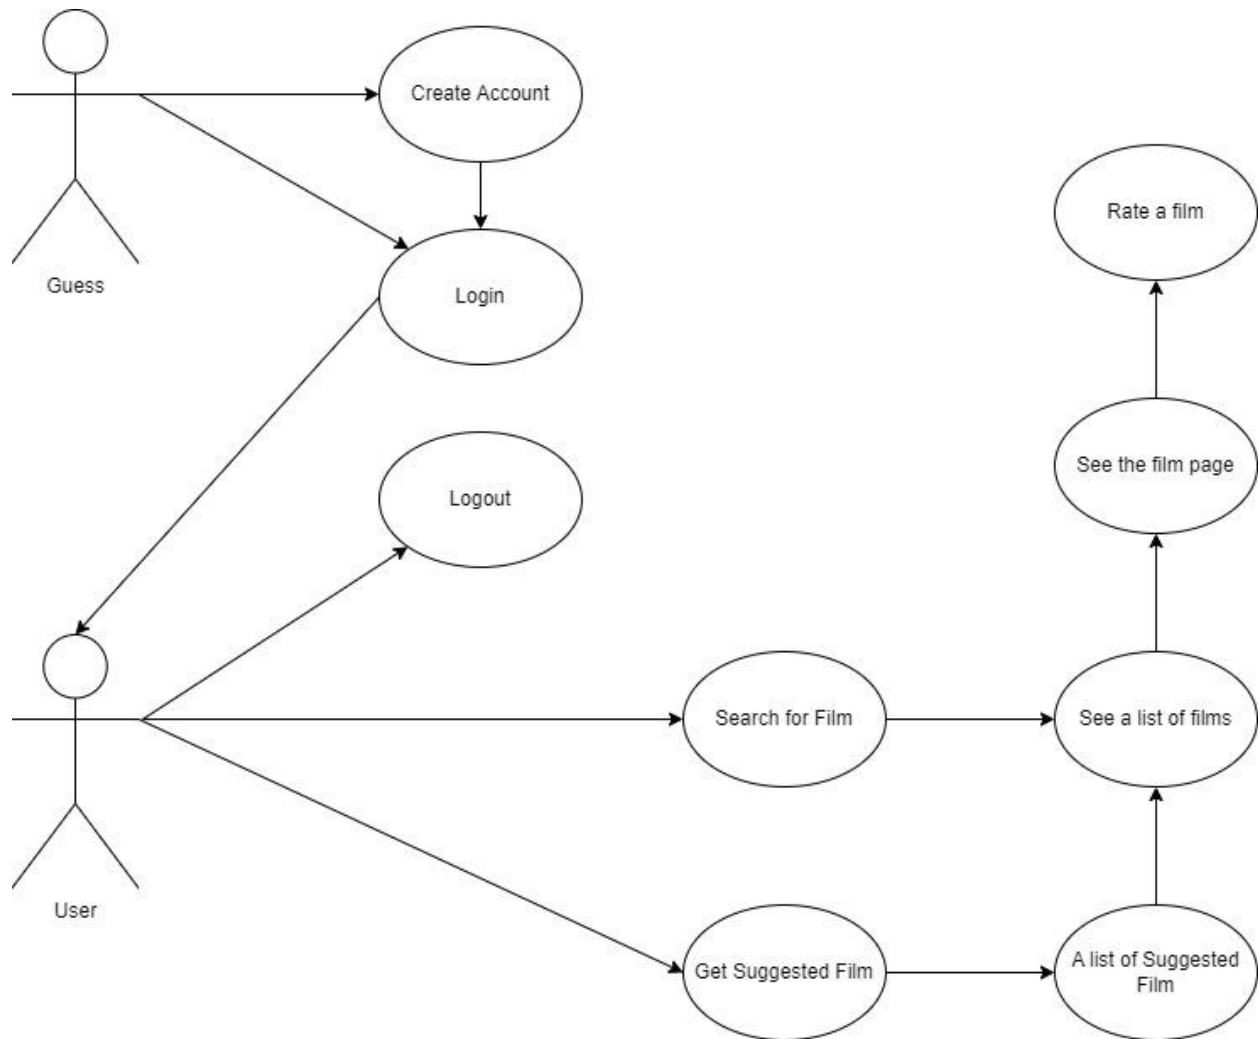 Create Account
Rate a film
Guess
Login
See the film page
Logout
Search for Film
See a list of films
User
Get Suggested Film
A list of Suggested
Film